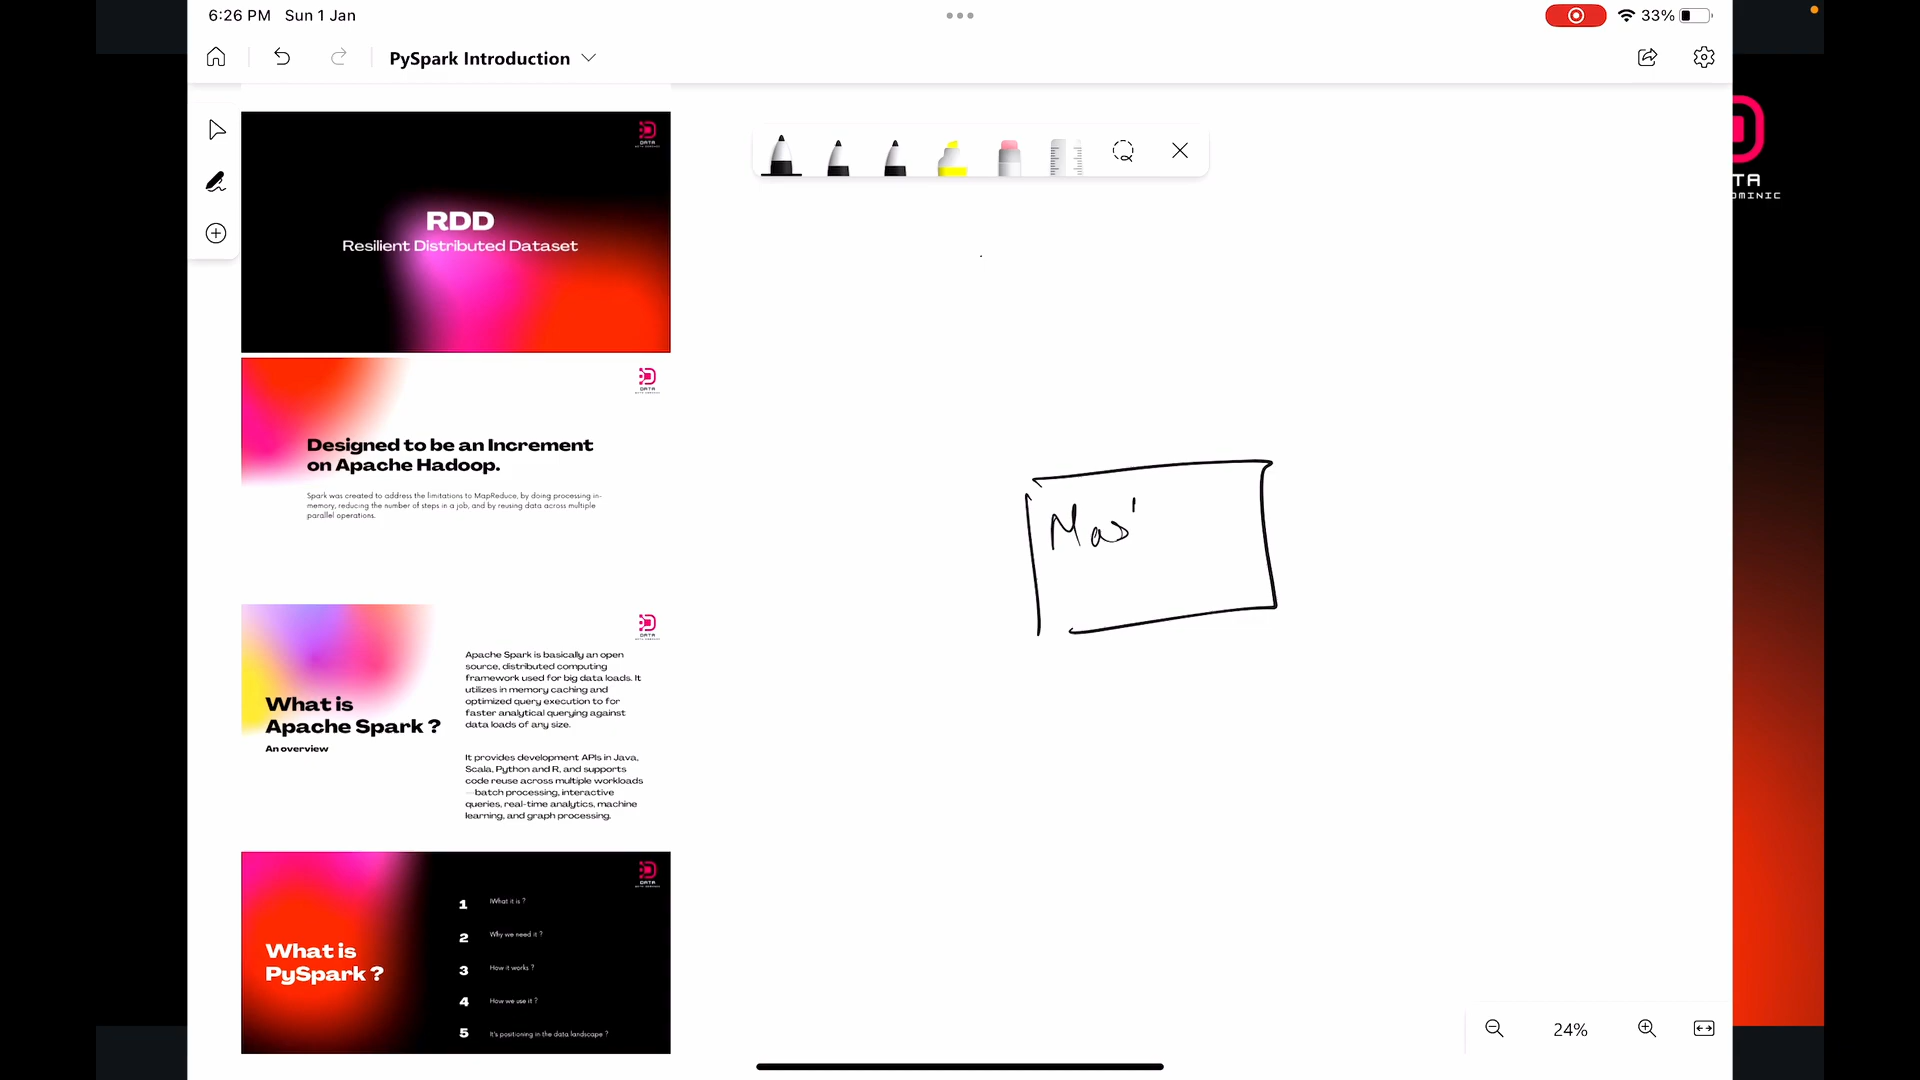 6:26 PM Sun 1 Jan
33%
PySpark Introduction
RDD
Resilient Distributed Dataset
DATA
Designed to be an Increment
on Apache Hadoop.
Spark was created to address the limitations to MapReduce, by doing processing in-
memory, reducing the number of steps in a job, and by reusing data across multiple
parallel operations.
DATA
What is
Apache Spark ?
An overview
Apache Spark is basically an open
source, distributed computing
framework used for big data loads. It
utilizes in memory caching and
optimized query execution to for
faster analytical querying against
data loads of any size.
It provides development APIs in Java,
Scala, Python and R, and supports
code reuse across multiple workloads
—batch processing, interactive
queries, real-time analytics, machine
learning, and graph processing.
DATA
What is
PySpark ?
1 IWhat it is ?
2 Why we need it ?
3 How it works ?
4 How we use it ?
5 It's positioning in the data landscape ?
DATA
Mas'
24%
TA
OMINIC